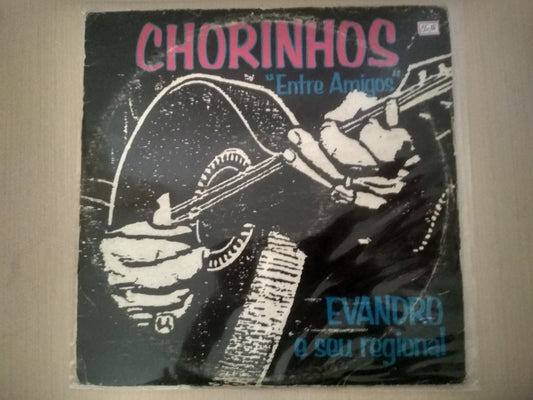 CHORINHOS
"Entre Amigos"
EVANDRO
e seu regional